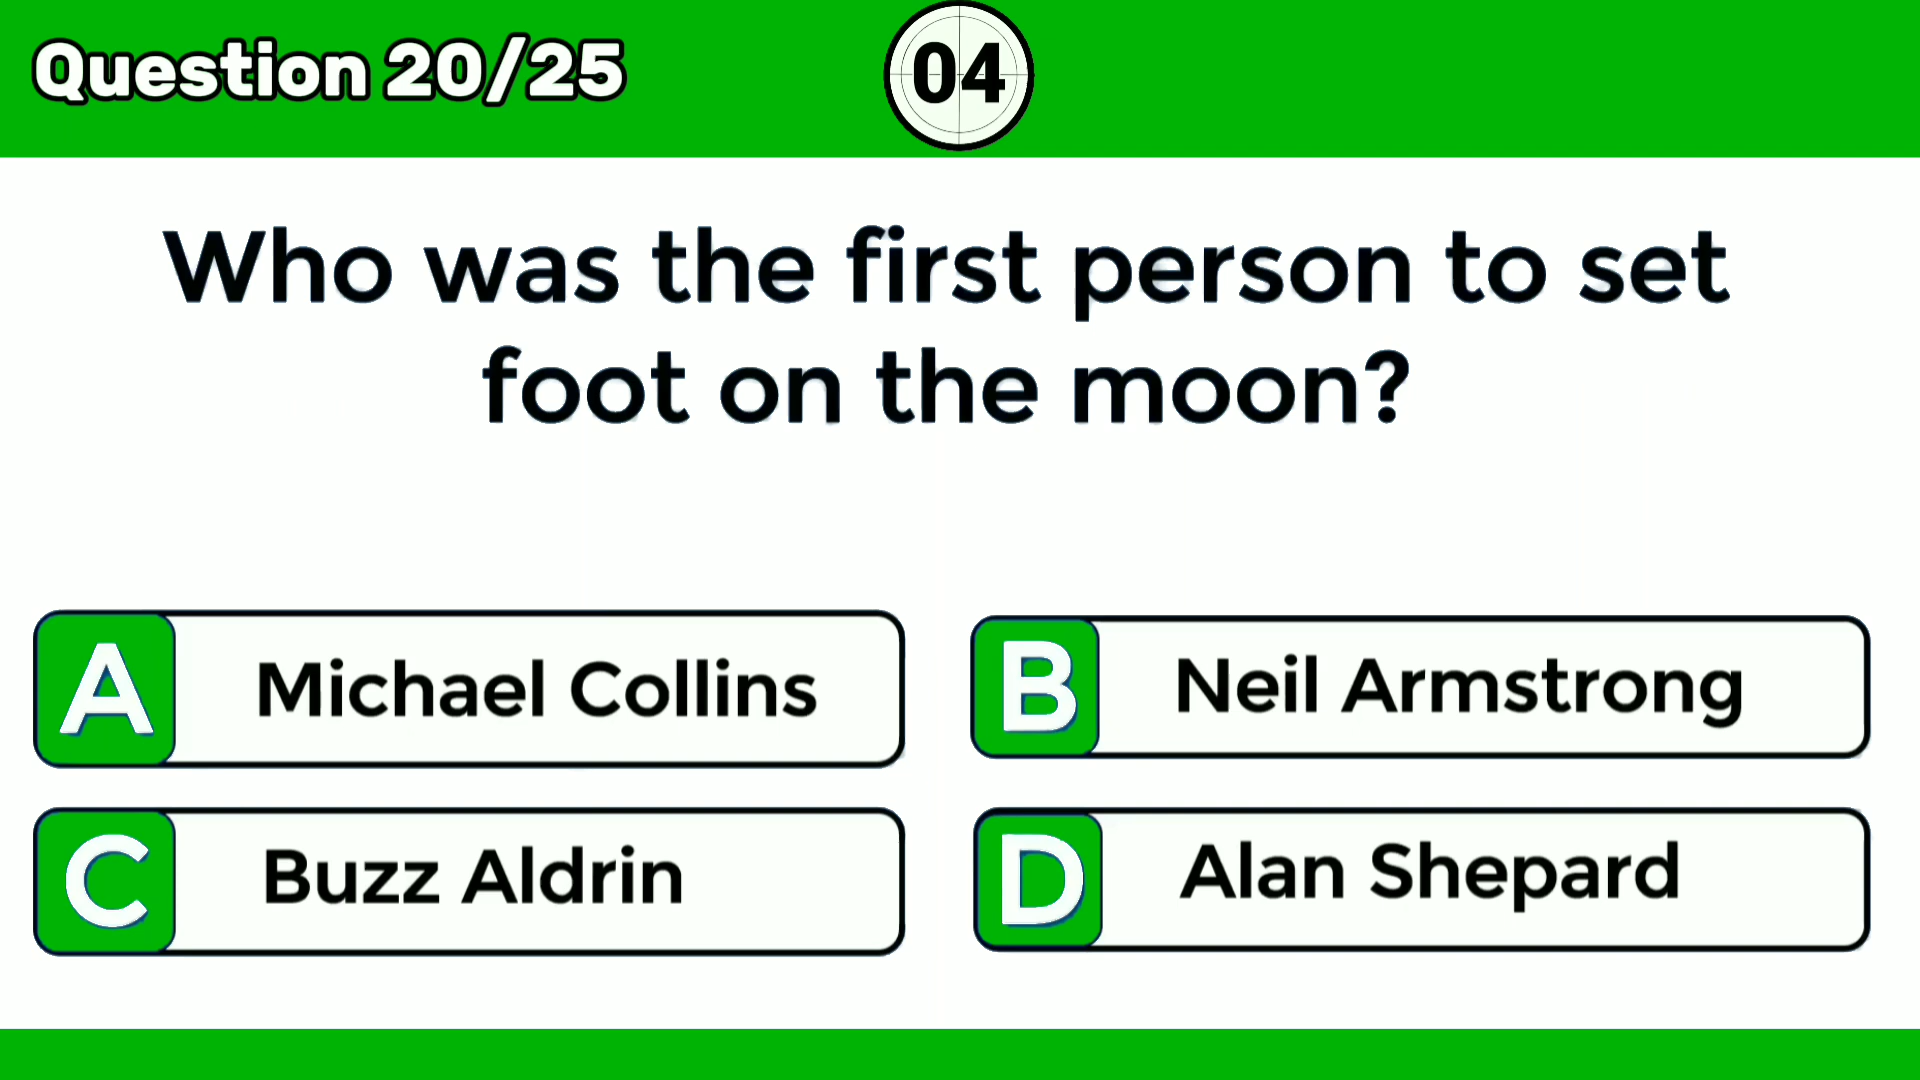 Question 20/25
04
Who was the first person to set
foot on the moon?
A Michael Collins
B Neil Armstrong
C Buzz Aldrin
D Alan Shepard